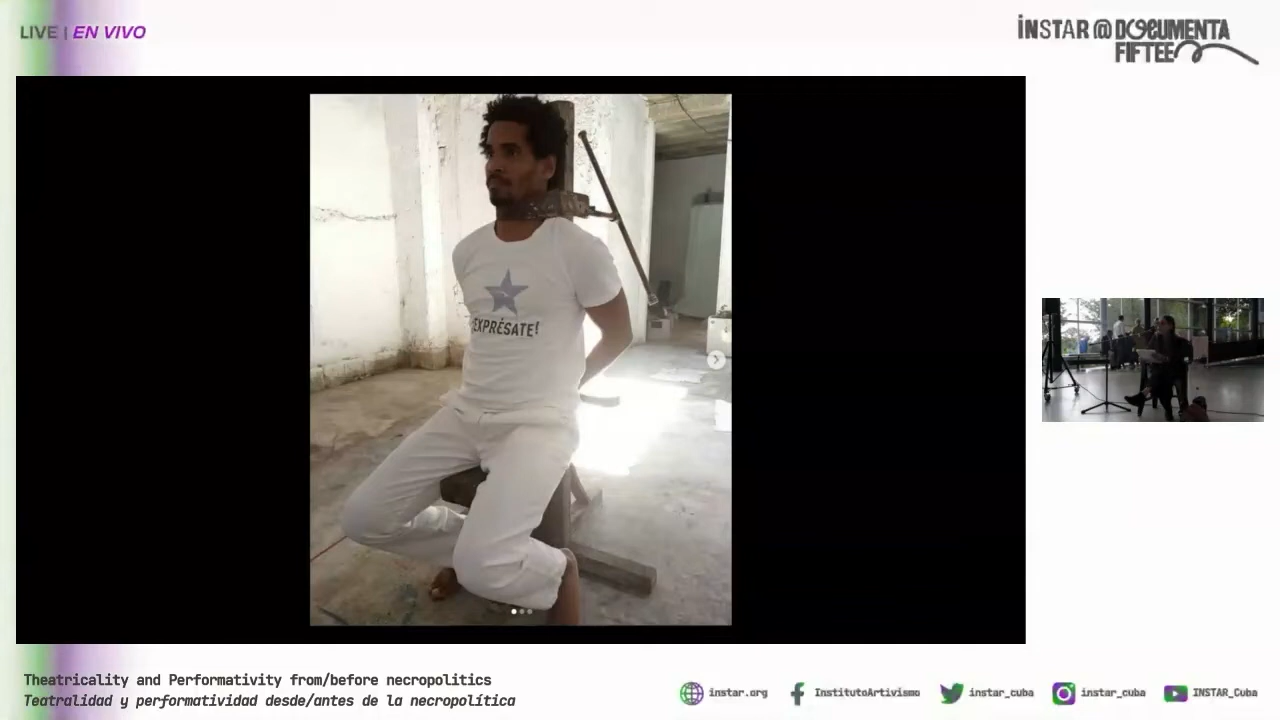 LIVE | EN VIVO
INSTAR @ DOCUMENTA
FIFTEEN
¡EXPRÉSATE!
Theatricality and Performativity from/before necropolitics
Teatralidad y performatividad desde/antes de la necropolítica
instar.org
InstitutoArtivismo
instar_cuba
instar_cuba
INSTAR_Cuba